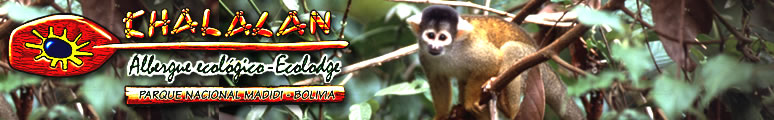 CHALALAN
Albergue ecológico-Ecolodge
PARQUE NACIONAL MADIDI - BOLIVIA